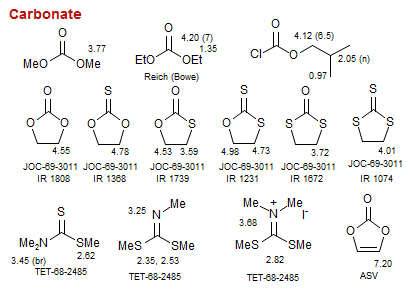 Carbonate
O
MeO OMe
3.77
O
EtO OEt
4.20 (7)
1.35
Reich (Bowe)
O
Cl O
4.12 (6.5)
2.05 (n)
0.97
O
O O
4.55
JOC-69-3011
IR 1808
S
O O
4.78
JOC-69-3011
IR 1368
O
O S
4.53 3.59
JOC-69-3011
IR 1739
S
O S
4.98 4.73
JOC-69-3011
IR 1231
O
S S
3.72
JOC-69-3011
IR 1672
S
S S
4.01
JOC-69-3011
IR 1074
S
Me2N SMe
3.45 (br) 2.62
TET-68-2485
3.25 N Me
MeS SMe
2.35, 2.53
TET-68-2485
Me + Me
N I-
3.68
MeS SMe
2.82
TET-68-2485
O
O O
7.20
ASV